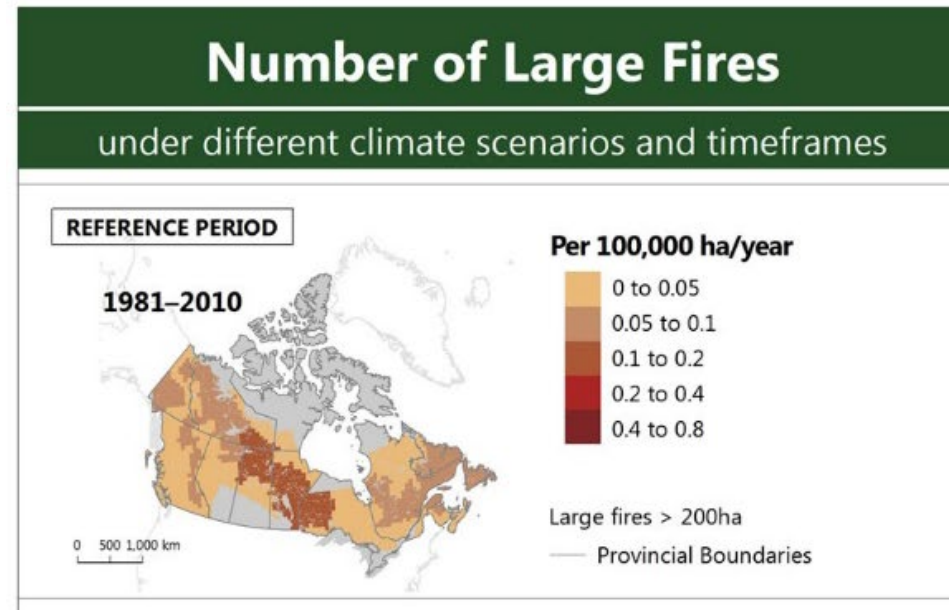 Number of Large Fires
under different climate scenarios and timeframes
REFERENCE PERIOD
1981–2010
Per 100,000 ha/year
0 to 0.05
0.05 to 0.1
0.1 to 0.2
0.2 to 0.4
0.4 to 0.8
Large fires > 200ha
Provincial Boundaries
0 500 1,000 km